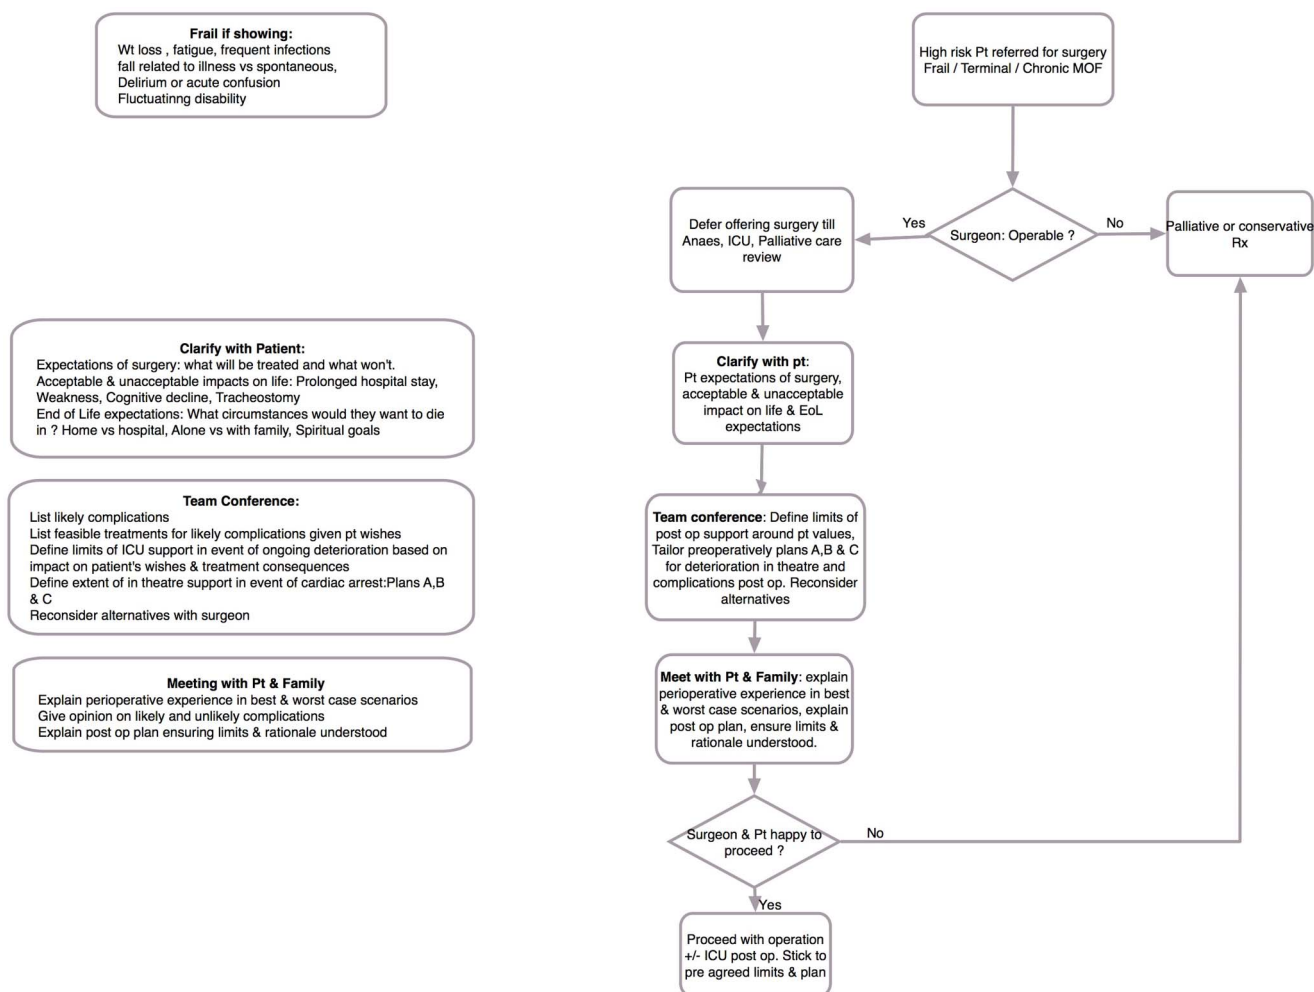 Frail if showing:
Wt loss , fatigue, frequent infections
fall related to illness vs spontaneous,
Delirium or acute confusion
Fluctuatinng disability
High risk Pt referred for surgery
Frail / Terminal / Chronic MOF
Surgeon: Operable ?
Yes
No
Defer offering surgery till
Anaes, ICU, Palliative care
review
Palliative or conservative
Rx
Clarify with Patient:
Expectations of surgery: what will be treated and what won't.
Acceptable & unacceptable impacts on life: Prolonged hospital stay,
Weakness, Cognitive decline, Tracheostomy
End of Life expectations: What circumstances would they want to die
in ? Home vs hospital, Alone vs with family, Spiritual goals
Clarify with pt:
Pt expectations of surgery,
acceptable & unacceptable
impact on life & EoL
expectations
Team Conference:
List likely complications
List feasible treatments for likely complications given pt wishes
Define limits of ICU support in event of ongoing deterioration based on
impact on patient's wishes & treatment consequences
Define extent of in theatre support in event of cardiac arrest:Plans A,B
& C
Reconsider alternatives with surgeon
Team conference: Define limits of
post op support around pt values,
Tailor preoperatively plans A,B & C
for deterioration in theatre and
complications post op. Reconsider
alternatives
Meeting with Pt & Family
Explain perioperative experience in best & worst case scenarios
Give opinion on likely and unlikely complications
Explain post op plan ensuring limits & rationale understood
Meet with Pt & Family: explain
perioperative experience in best
& worst case scenarios, explain
post op plan, ensure limits &
rationale understood.
Surgeon & Pt happy to
proceed ?
No
Yes
Proceed with operation
+/- ICU post op. Stick to
pre agreed limits & plan